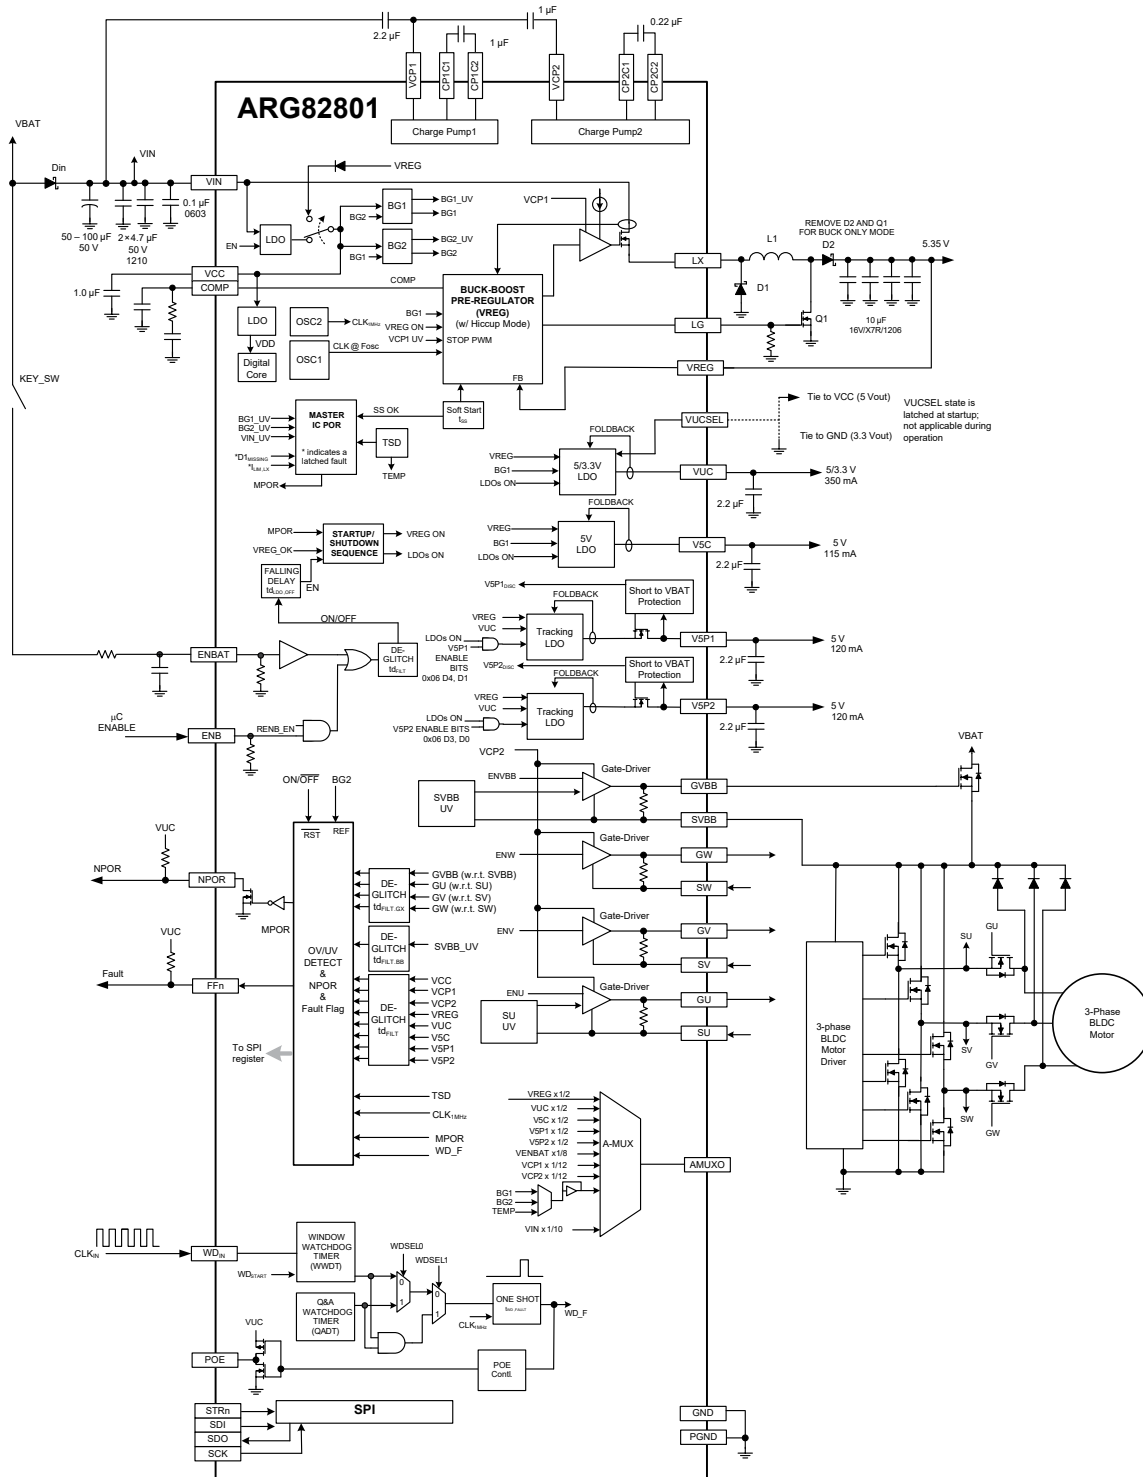 1 µF
2.2 µF
1 µF
0.22 µF
VCP1
CP1C1
CP1C2
VCP2
CP2C1
CP2C2
ARG82801
Charge Pump1
Charge Pump2
VBAT
Din
VIN
VIN
VREG
50 – 100 µF
50 V
2 × 4.7 µF
50 V
1210
0.1 µF
0603
EN
LDO
BG2
BG1
BG1_UV
BG1
BG1
BG2
BG2_UV
BG2
VCP1
LX
L1
REMOVE D2 AND Q1
FOR BUCK ONLY MODE
D2
5.35 V
D1
10 µF
16V/X7R/1206
Q1
LG
VREG
VCC
COMP
COMP
1.0 µF
LDO
VDD
Digital
Core
OSC2
CLK1MHz
OSC1
CLK @ Fosc
BUCK-BOOST
PRE-REGULATOR
(VREG)
(w/ Hiccup Mode)
BG1
VREG ON
VCP1 UV
STOP PWM
FB
KEY_SW
BG1_UV
BG2_UV
VIN_UV
*D1MISSING
*ILIM,LX
MPOR
MASTER
IC POR
* indicates a
latched fault
SS OK
Soft Start
tSS
TSD
TEMP
VUCSEL
Tie to VCC (5 Vout)
Tie to GND (3.3 Vout)
VUCSEL state is
latched at startup;
not applicable during
operation
FOLDBACK
VREG
BG1
LDOs ON
5/3.3V
LDO
VUC
5/3.3 V
350 mA
2.2 µF
FOLDBACK
VREG
BG1
LDOs ON
5V
LDO
V5C
5 V
115 mA
2.2 µF
MPOR
VREG_OK
STARTUP/
SHUTDOWN
SEQUENCE
VREG ON
LDOs ON
FALLING
DELAY
tdLDO_OFF
EN
ON/OFF
V5P1DISC
FOLDBACK
Short to VBAT
Protection
VREG
VUC
LDOs ON
V5P1
ENABLE
BITS
0x06 D4, D1
Tracking
LDO
V5P1
5 V
120 mA
2.2 µF
V5P2DISC
FOLDBACK
Short to VBAT
Protection
VREG
VUC
LDOs ON
V5P2 ENABLE BITS
0x06 D3, D0
Tracking
LDO
V5P2
5 V
120 mA
2.2 µF
ENBAT
DE-
GLITCH
tdFILT
µC
ENABLE
ENB
RENB_EN
VCP2
ENVBB
Gate-Driver
SVBB
UV
GVBB
SVBB
VBAT
ENW
Gate-Driver
GW
SW
ENV
Gate-Driver
GV
SV
ENU
Gate-Driver
SU
UV
GU
SU
ON/OFF
BG2
RST
REF
VUC
NPOR
NPOR
MPOR
VUC
Fault
FFn
To SPI
register
OV/UV
DETECT
&
NPOR
&
Fault Flag
DE-
GLITCH
tdFILT.GX
GVBB (w.r.t. SVBB)
GU (w.r.t. SU)
GV (w.r.t. SV)
GW (w.r.t. SW)
DE-
GLITCH
tdFILT.BB
SVBB_UV
DE-
GLITCH
tdFILT
VCC
VCP1
VCP2
VREG
VUC
V5C
V5P1
V5P2
TSD
CLK1MHz
MPOR
WD_F
3-phase
BLDC
Motor
Driver
SU
GU
SV
GV
SW
GW
3-Phase
BLDC
Motor
VREG x1/2
VUC x 1/2
V5C x 1/2
V5P1 x 1/2
V5P2 x 1/2
VENBAT x1/8
VCP1 x 1/12
VCP2 x 1/12
BG1
BG2
TEMP
VIN x 1/10
A-MUX
AMUXO
CLKIN
WDIN
WINDOW
WATCHDOG
TIMER
(WWDT)
WDSTART
Q&A
WATCHDOG
TIMER
(QADT)
WDSEL0
WDSEL1
0
1
0
1
ONE SHOT
tWD_FAULT
CLK1MHz
WD_F
VUC
POE
POE
Contl.
STRn
SDI
SDO
SCK
SPI
GND
PGND